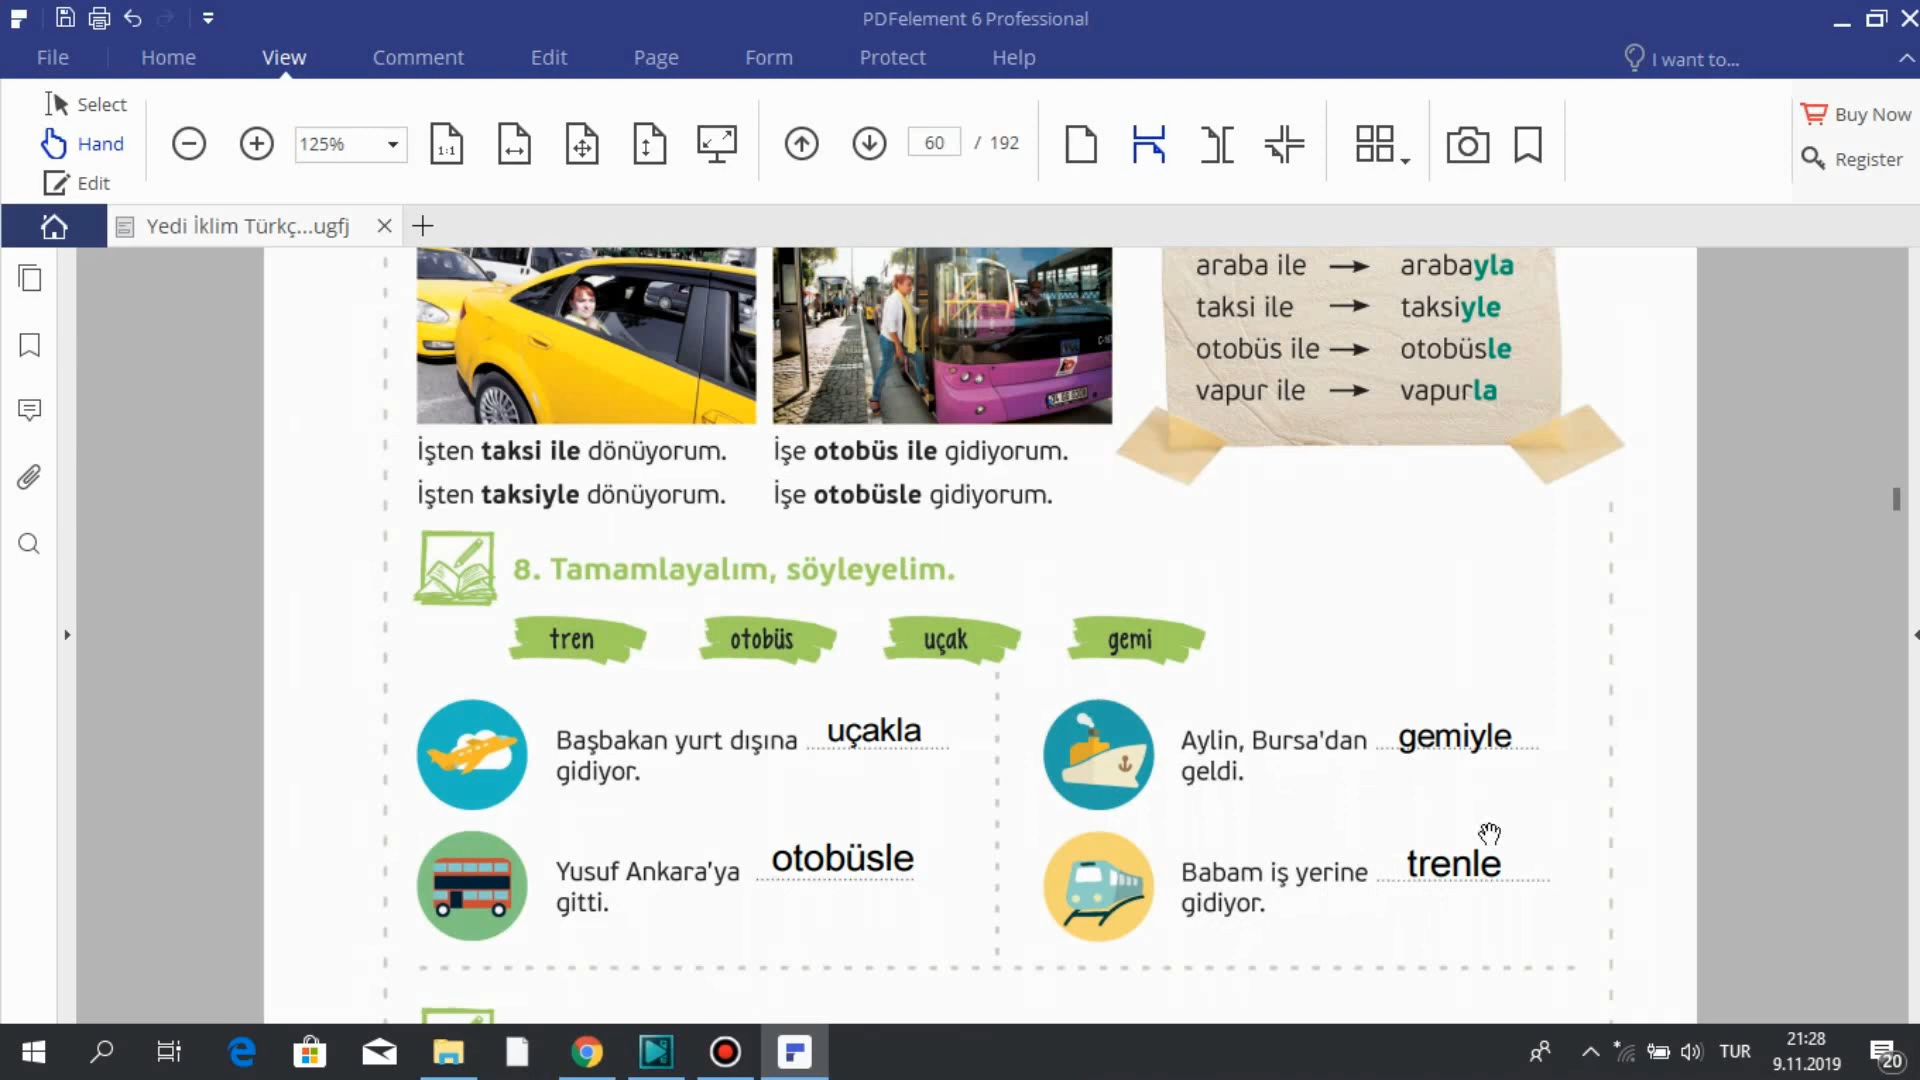 PDFelement 6 Professional
File Home View Comment Edit Page Form Protect Help I want to...
Select
Hand
Edit
125%
1:1
60 / 192
Buy Now
Register
Yedi İklim Türkç...ugfj
araba ile → arabayla
taksi ile → taksiyle
otobüs ile → otobüsle
vapur ile → vapurla
İşten taksi ile dönüyorum.
İşten taksiyle dönüyorum.
İşe otobüs ile gidiyorum.
İşe otobüsle gidiyorum.
8. Tamamlayalım, söyleyelim.
tren otobüs uçak gemi
Başbakan yurt dışına uçakla
gidiyor.
Aylin, Bursa'dan gemiyle
geldi.
Yusuf Ankara'ya otobüsle
gitti.
Babam iş yerine trenle
gidiyor.
TUR
21:28
9.11.2019
20